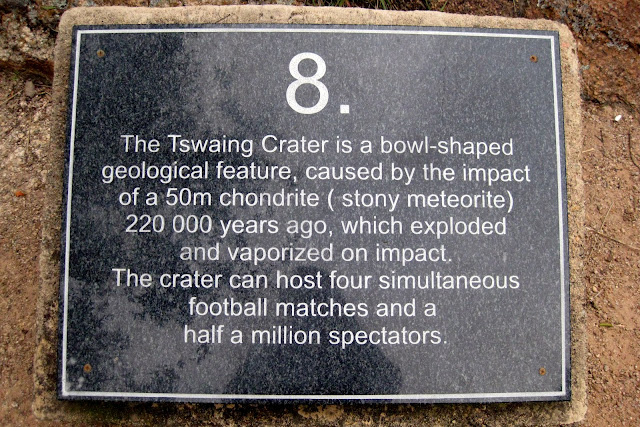 8.
The Tswaing Crater is a bowl-shaped
geological feature, caused by the impact
of a 50m chondrite ( stony meteorite)
220 000 years ago, which exploded
and vaporized on impact.
The crater can host four simultaneous
football matches and a
half a million spectators.